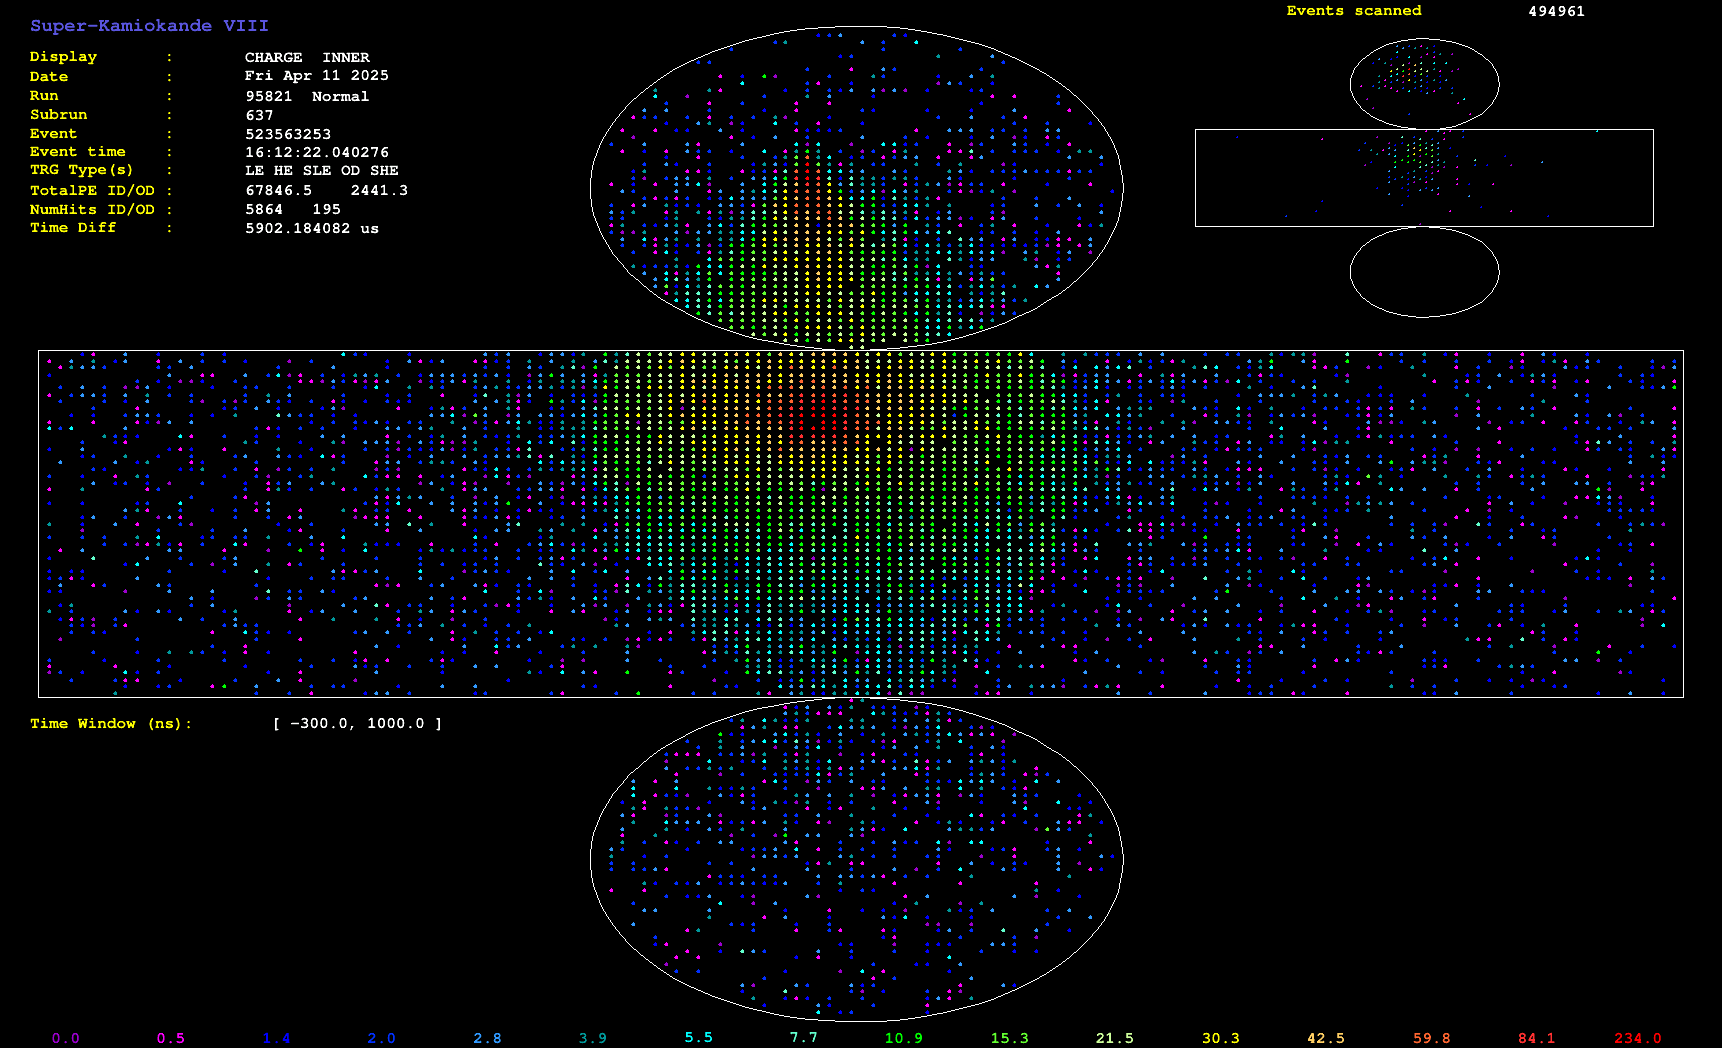 Super-Kamiokande VIII
Events scanned 494961
Display : CHARGE INNER
Date : Fri Apr 11 2025
Run : 95821 Normal
Subrun : 637
Event : 523563253
Event time : 16:12:22.040276
TRG Type(s) : LE HE SLE OD SHE
TotalPE ID/OD : 67846.5 2441.3
NumHits ID/OD : 5864 195
Time Diff : 5902.184082 us
Time Window (ns): [ -300.0, 1000.0 ]
0.0 0.5 1.4 2.0 2.8 3.9 5.5 7.7 10.9 15.3 21.5 30.3 42.5 59.8 84.1 234.0